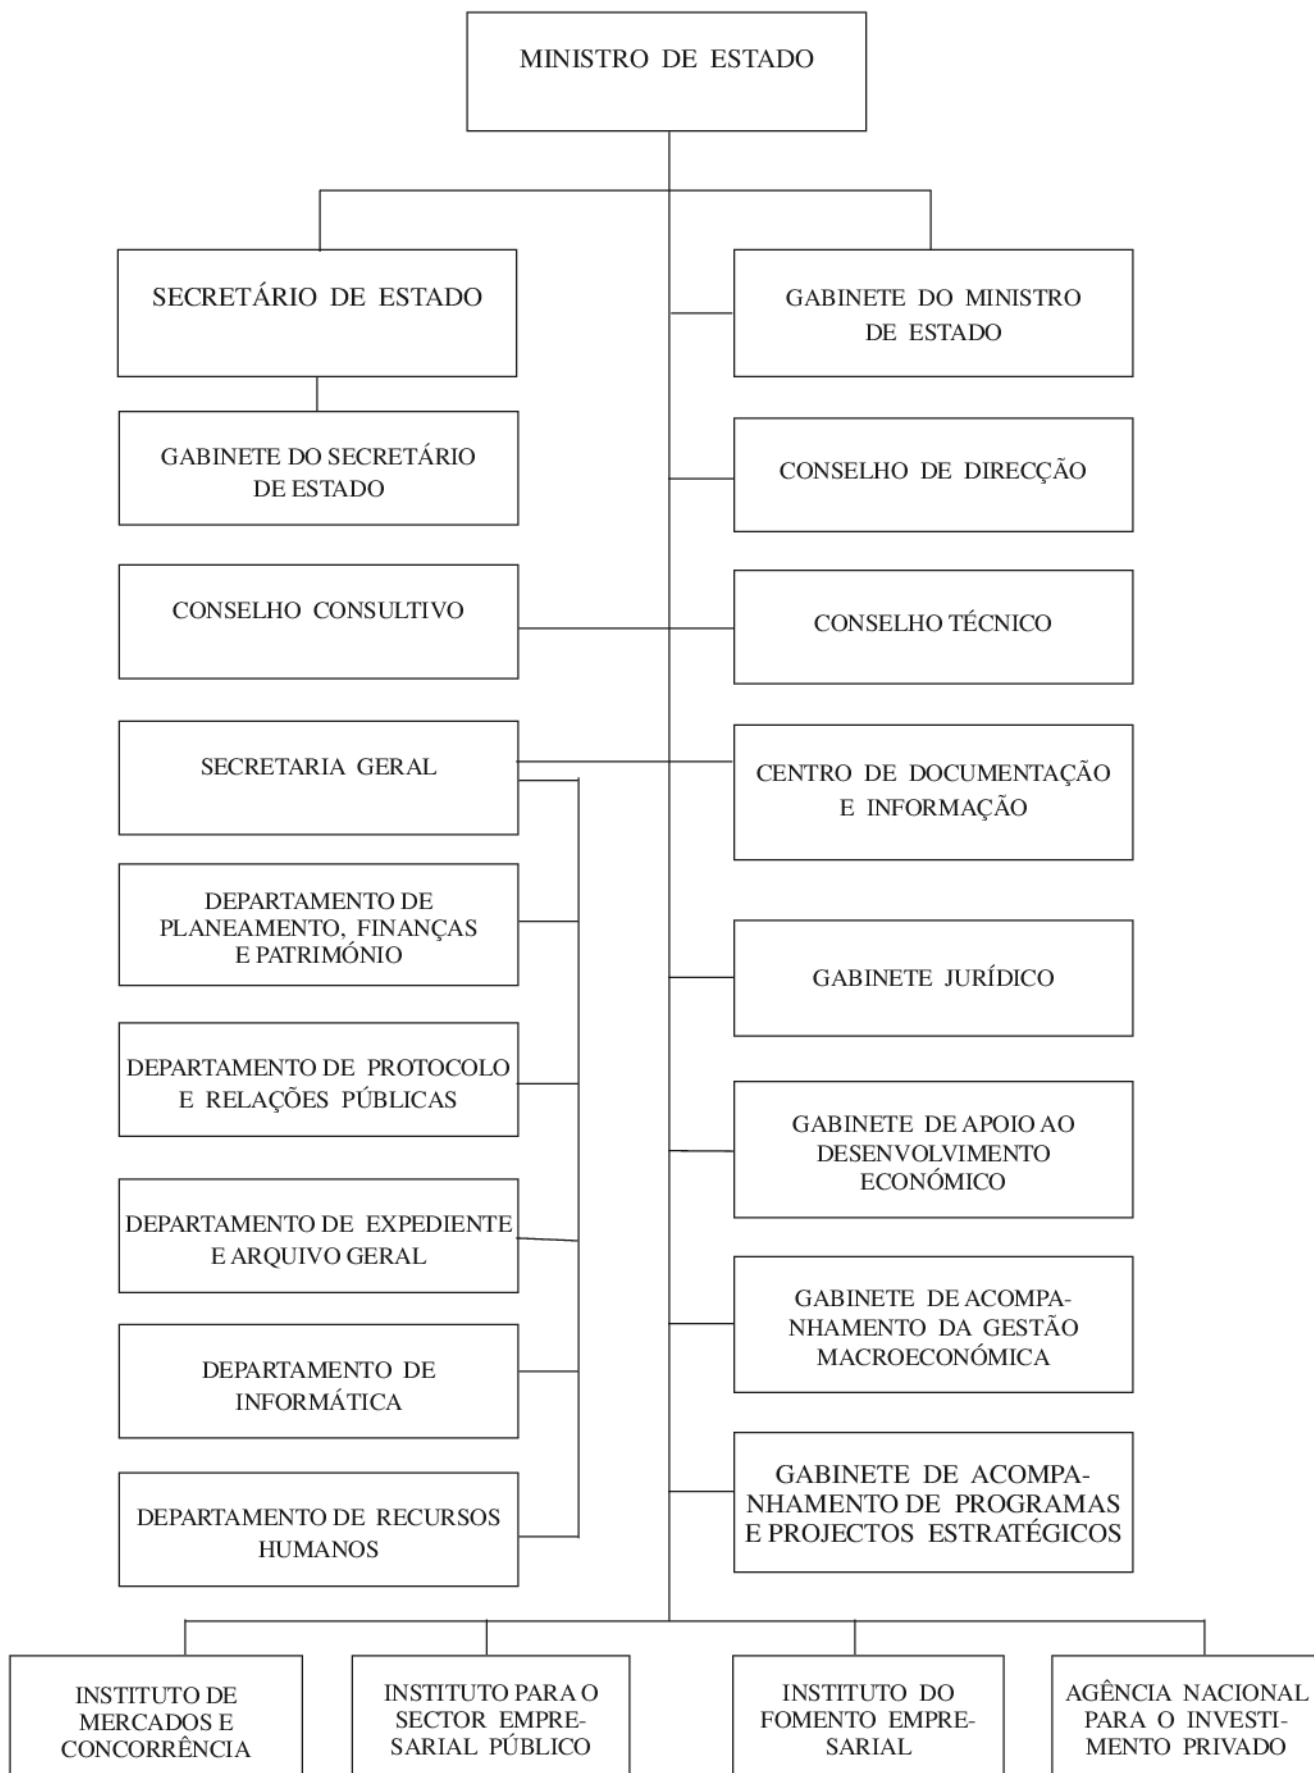 MINISTRO DE ESTADO
SECRETÁRIO DE ESTADO
GABINETE DO MINISTRO
DE ESTADO
GABINETE DO SECRETÁRIO
DE ESTADO
CONSELHO DE DIRECÇÃO
CONSELHO CONSULTIVO
CONSELHO TÉCNICO
SECRETARIA GERAL
CENTRO DE DOCUMENTAÇÃO
E INFORMAÇÃO
DEPARTAMENTO DE
PLANEAMENTO, FINANÇAS
E PATRIMÓNIO
GABINETE JURÍDICO
DEPARTAMENTO DE PROTOCOLO
E RELAÇÕES PÚBLICAS
GABINETE DE APOIO AO
DESENVOLVIMENTO
ECONÓMICO
DEPARTAMENTO DE EXPEDIENTE
E ARQUIVO GERAL
GABINETE DE ACOMPA-
NHAMENTO DA GESTÃO
MACROECONÓMICA
DEPARTAMENTO DE
INFORMÁTICA
GABINETE DE ACOMPA-
NHAMENTO DE PROGRAMAS
E PROJECTOS ESTRATÉGICOS
DEPARTAMENTO DE RECURSOS
HUMANOS
INSTITUTO DE
MERCADOS E
CONCORRÊNCIA
INSTITUTO PARA O
SECTOR EMPRE-
SARIAL PÚBLICO
INSTITUTO DO
FOMENTO EMPRE-
SARIAL
AGÊNCIA NACIONAL
PARA O INVESTI-
MENTO PRIVADO